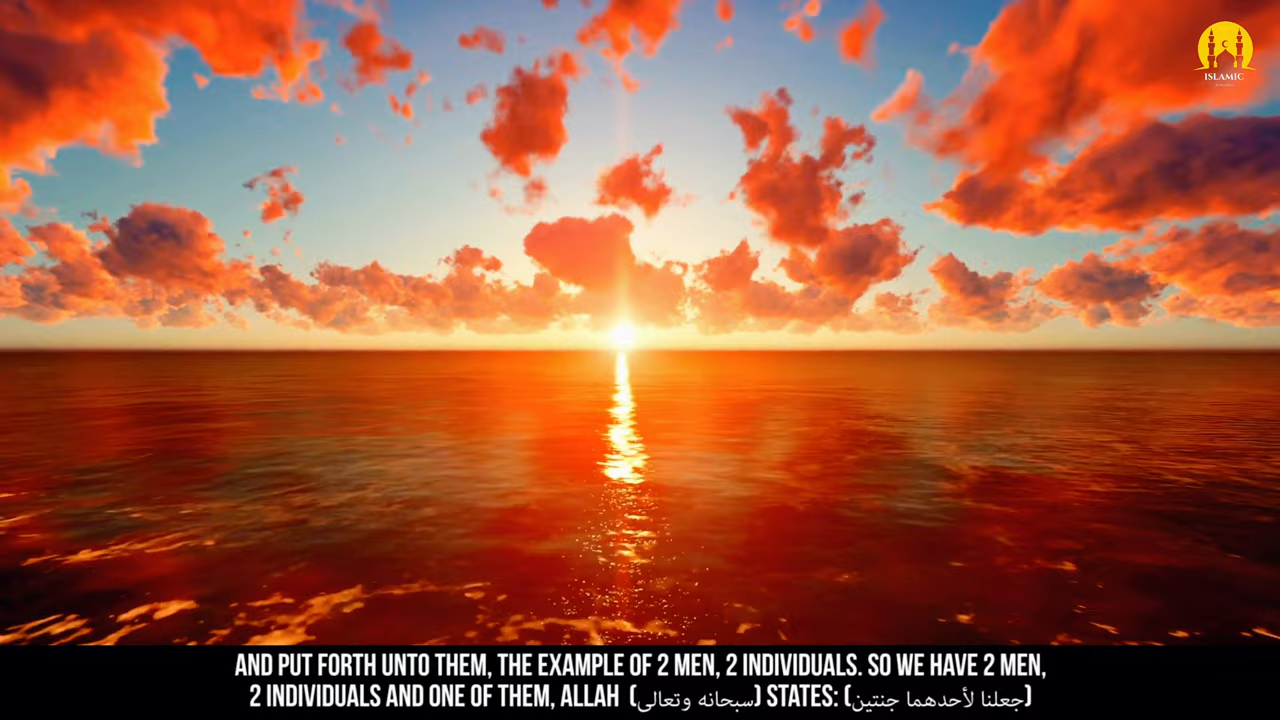 ISLAMIC
AND PUT FORTH UNTO THEM, THE EXAMPLE OF 2 MEN, 2 INDIVIDUALS. SO WE HAVE 2 MEN,
2 INDIVIDUALS AND ONE OF THEM, ALLAH (سبحانه وتعالى) STATES: (جعلنا لأحدهما جنتين)